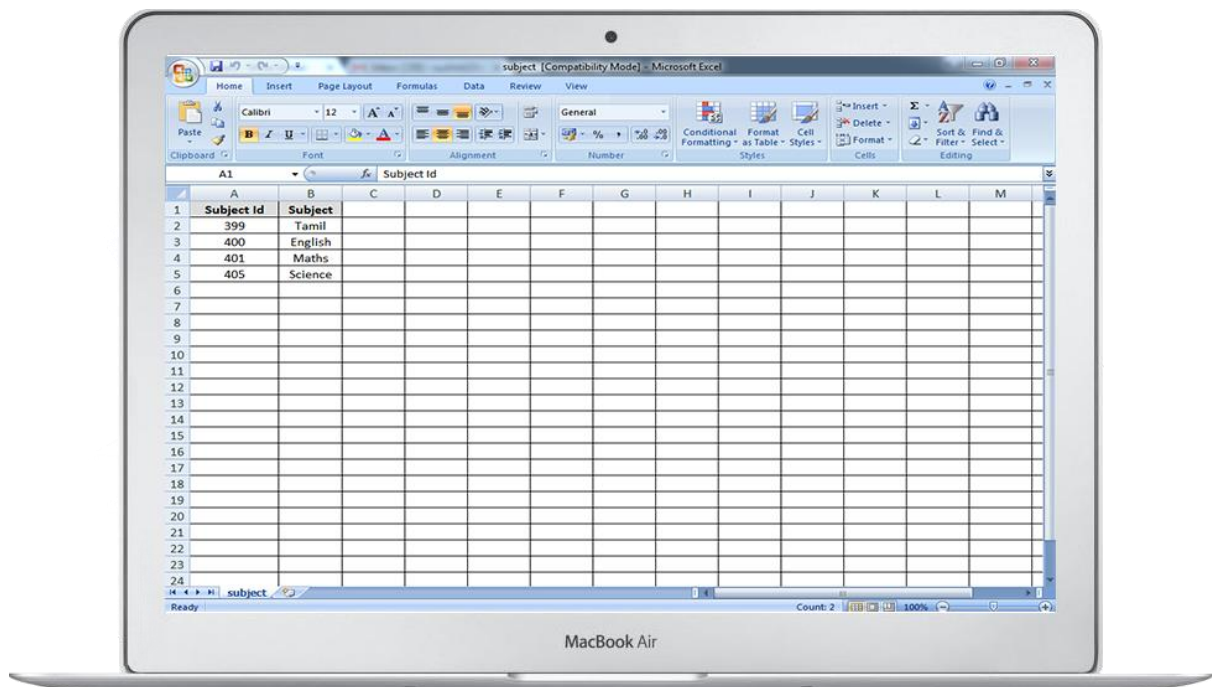 subject [Compatibility Mode] - Microsoft Excel
Home Insert Page Layout Formulas Data Review View
Calibri 12 A A General Insert Σ
Paste Delete
B I U A % , Conditional Format Cell Format Sort & Find &
Formatting as Table Styles Filter Select
Clipboard Font Alignment Number Styles Cells Editing
A1 fx Subject Id
A B C D E F G H I J K L M
1 Subject Id Subject
2 399 Tamil
3 400 English
4 401 Maths
5 405 Science
6
7
8
9
10
11
12
13
14
15
16
17
18
19
20
21
22
23
24
subject
Ready Count: 2 100%
MacBook Air